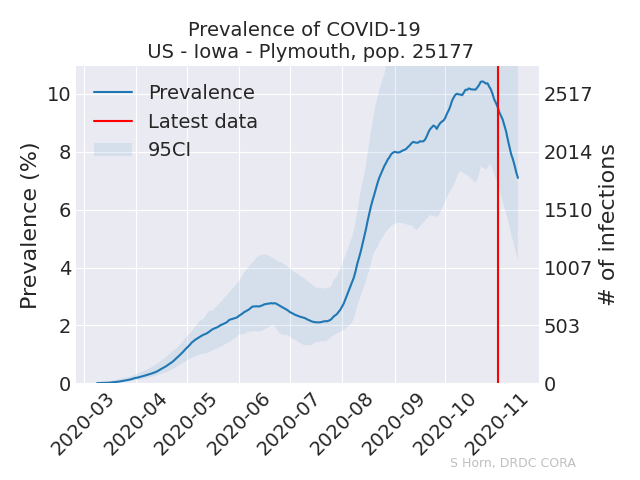 Prevalence of COVID-19
US - Iowa - Plymouth, pop. 25177
Prevalence
Latest data
95CI
Prevalence (%)
10
8
6
4
2
0
2517
2014
1510
1007
503
0
# of infections
2020-03
2020-04
2020-05
2020-06
2020-07
2020-08
2020-09
2020-10
2020-11
S Horn, DRDC CORA